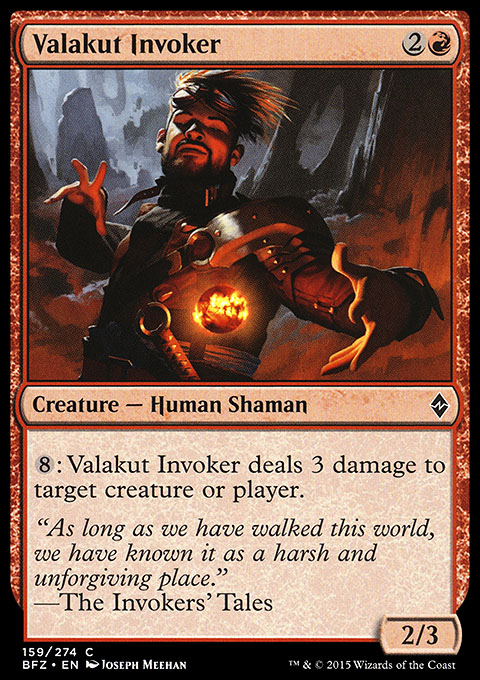 Valakut Invoker 2
Creature — Human Shaman
8: Valakut Invoker deals 3 damage to
target creature or player.
“As long as we have walked this world,
we have known it as a harsh and
unforgiving place.”
—The Invokers’ Tales
2/3
159/274 C
BFZ • EN Joseph Meehan
™ & © 2015 Wizards of the Coast